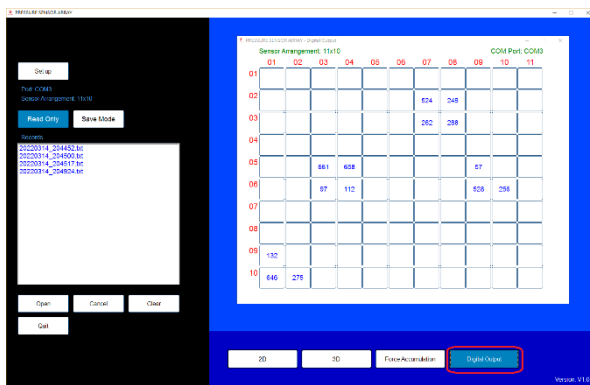 PRESSURE SENSOR ARRAY
PRESSURE SENSOR ARRAY - Digital Output
Sensor Arrangement: 11x10 COM Port: COM3
01 02 03 04 05 06 07 08 09 10 11
01
02 524 245
03 262 288
04
05 661 658 67
06 97 112 528 256
07
08
09 132
10 646 275
Setup
Port: COM3
Sensor Arrangement: 11x10
Read Only Save Mode
Records
20220314_204452.txt
20220314_204500.txt
20220314_204517.txt
20220314_204924.txt
Open Cancel Clear
Quit
2D 3D Force Accumulation Digital Output
Version: V1.0